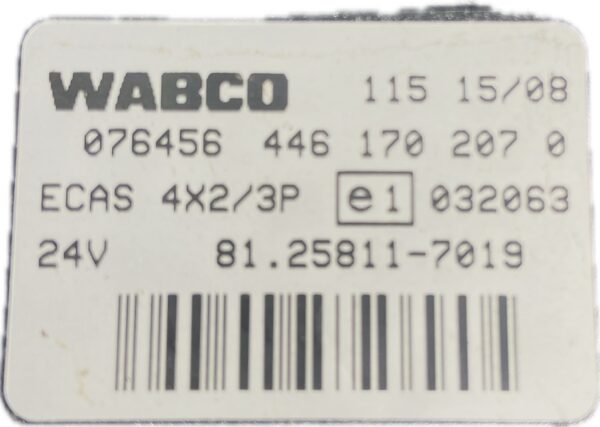 WABCO 115 15/08
076456 446 170 207 0
ECAS 4X2/3P e1 032063
24V 81.25811-7019